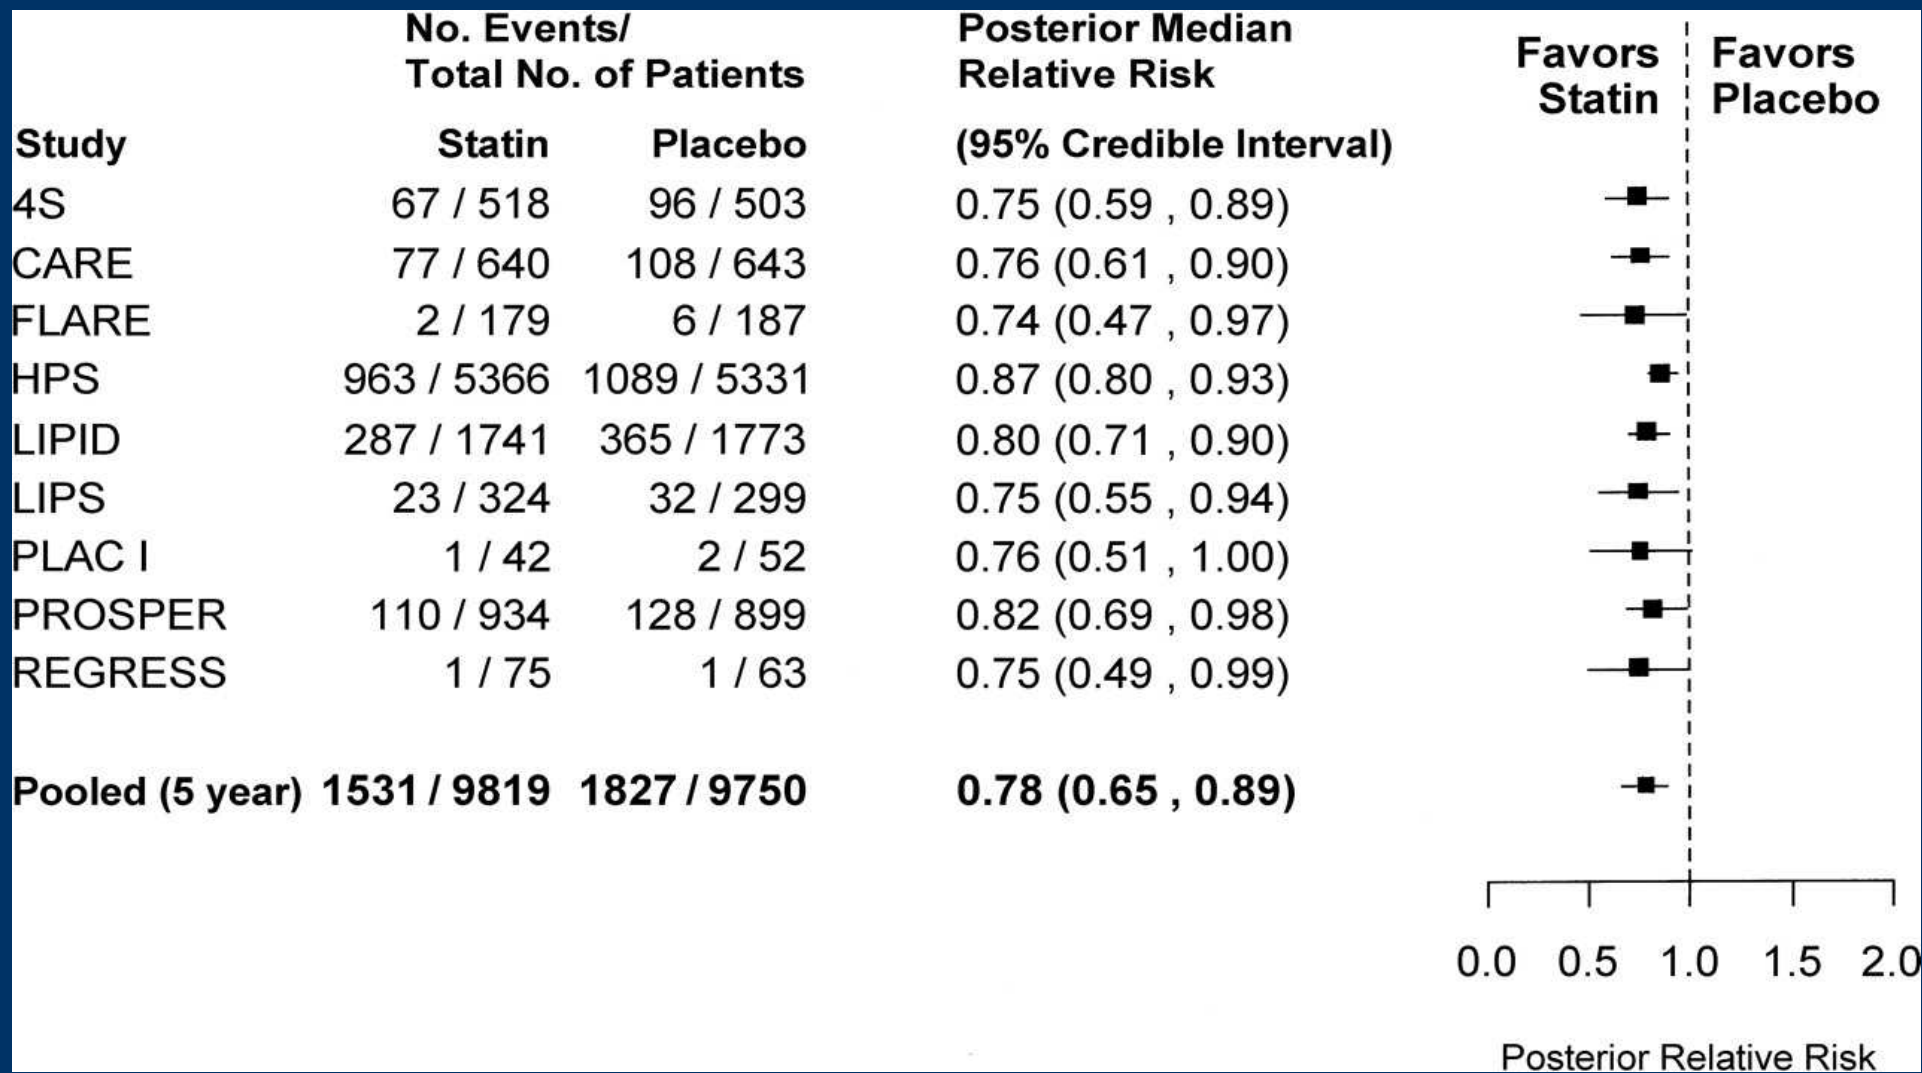 No. Events/ Posterior Median Favors Favors
Total No. of Patients Relative Risk Statin Placebo
Study Statin Placebo (95% Credible Interval)
4S 67 / 518 96 / 503 0.75 (0.59 , 0.89)
CARE 77 / 640 108 / 643 0.76 (0.61 , 0.90)
FLARE 2 / 179 6 / 187 0.74 (0.47 , 0.97)
HPS 963 / 5366 1089 / 5331 0.87 (0.80 , 0.93)
LIPID 287 / 1741 365 / 1773 0.80 (0.71 , 0.90)
LIPS 23 / 324 32 / 299 0.75 (0.55 , 0.94)
PLAC I 1 / 42 2 / 52 0.76 (0.51 , 1.00)
PROSPER 110 / 934 128 / 899 0.82 (0.69 , 0.98)
REGRESS 1 / 75 1 / 63 0.75 (0.49 , 0.99)
Pooled (5 year) 1531 / 9819 1827 / 9750 0.78 (0.65 , 0.89)
0.0 0.5 1.0 1.5 2.0
Posterior Relative Risk